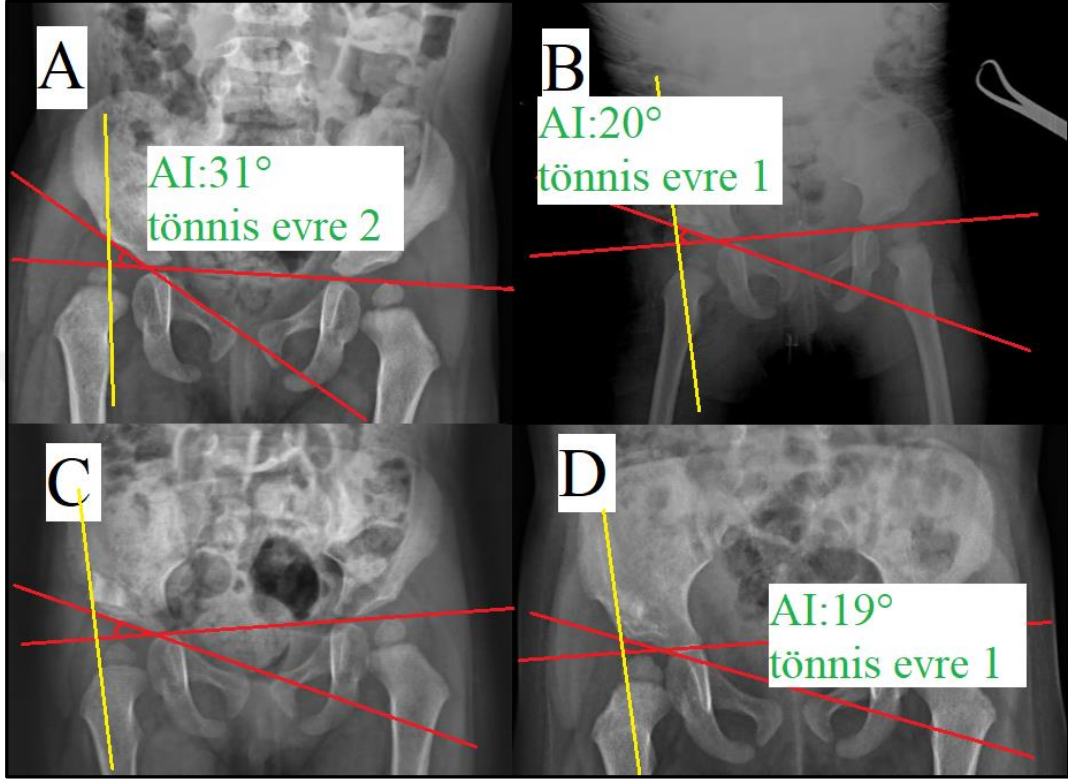 A
AI:31°
tönnis evre 2
B
AI:20°
tönnis evre 1
C
D
AI:19°
tönnis evre 1